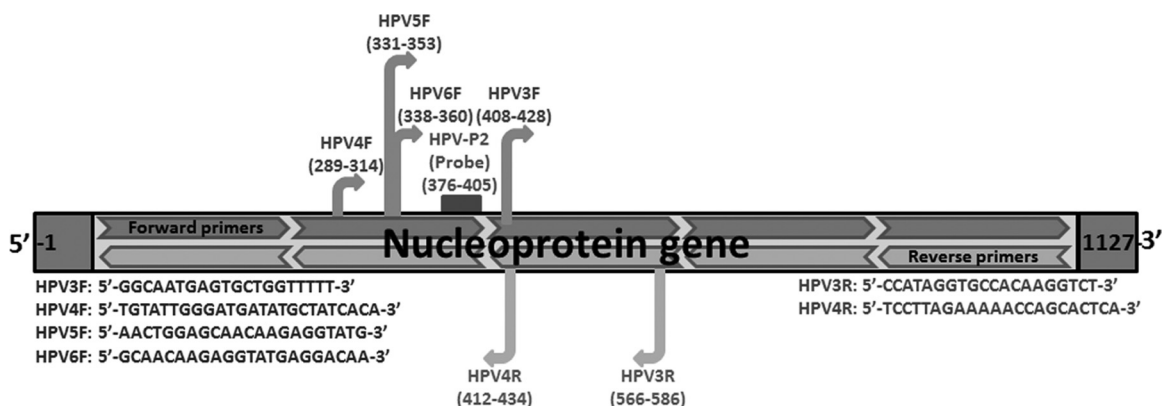 HPV5F
(331-353)
HPV6F
(338-360)
HPV3F
(408-428)
HPV4F
(289-314)
HPV-P2
(Probe)
(376-405)
5’ -1 Forward primers 1127 -3’
Nucleoprotein gene
Reverse primers
HPV3F: 5’-GGCAATGAGTGCTGGTTTTT-3’
HPV4F: 5’-TGTATTGGGATGATATGCTATCACA-3’
HPV5F: 5’-AACTGGAGCAACAAGAGGTATG-3’
HPV6F: 5’-GCAACAAGAGGTATGAGGACAA-3’
HPV3R: 5’-CCATAGGTGCCACAAGGTCT-3’
HPV4R: 5’-TCCTTAGAAAAACCAGCACTCA-3’
HPV4R
(412-434)
HPV3R
(566-586)